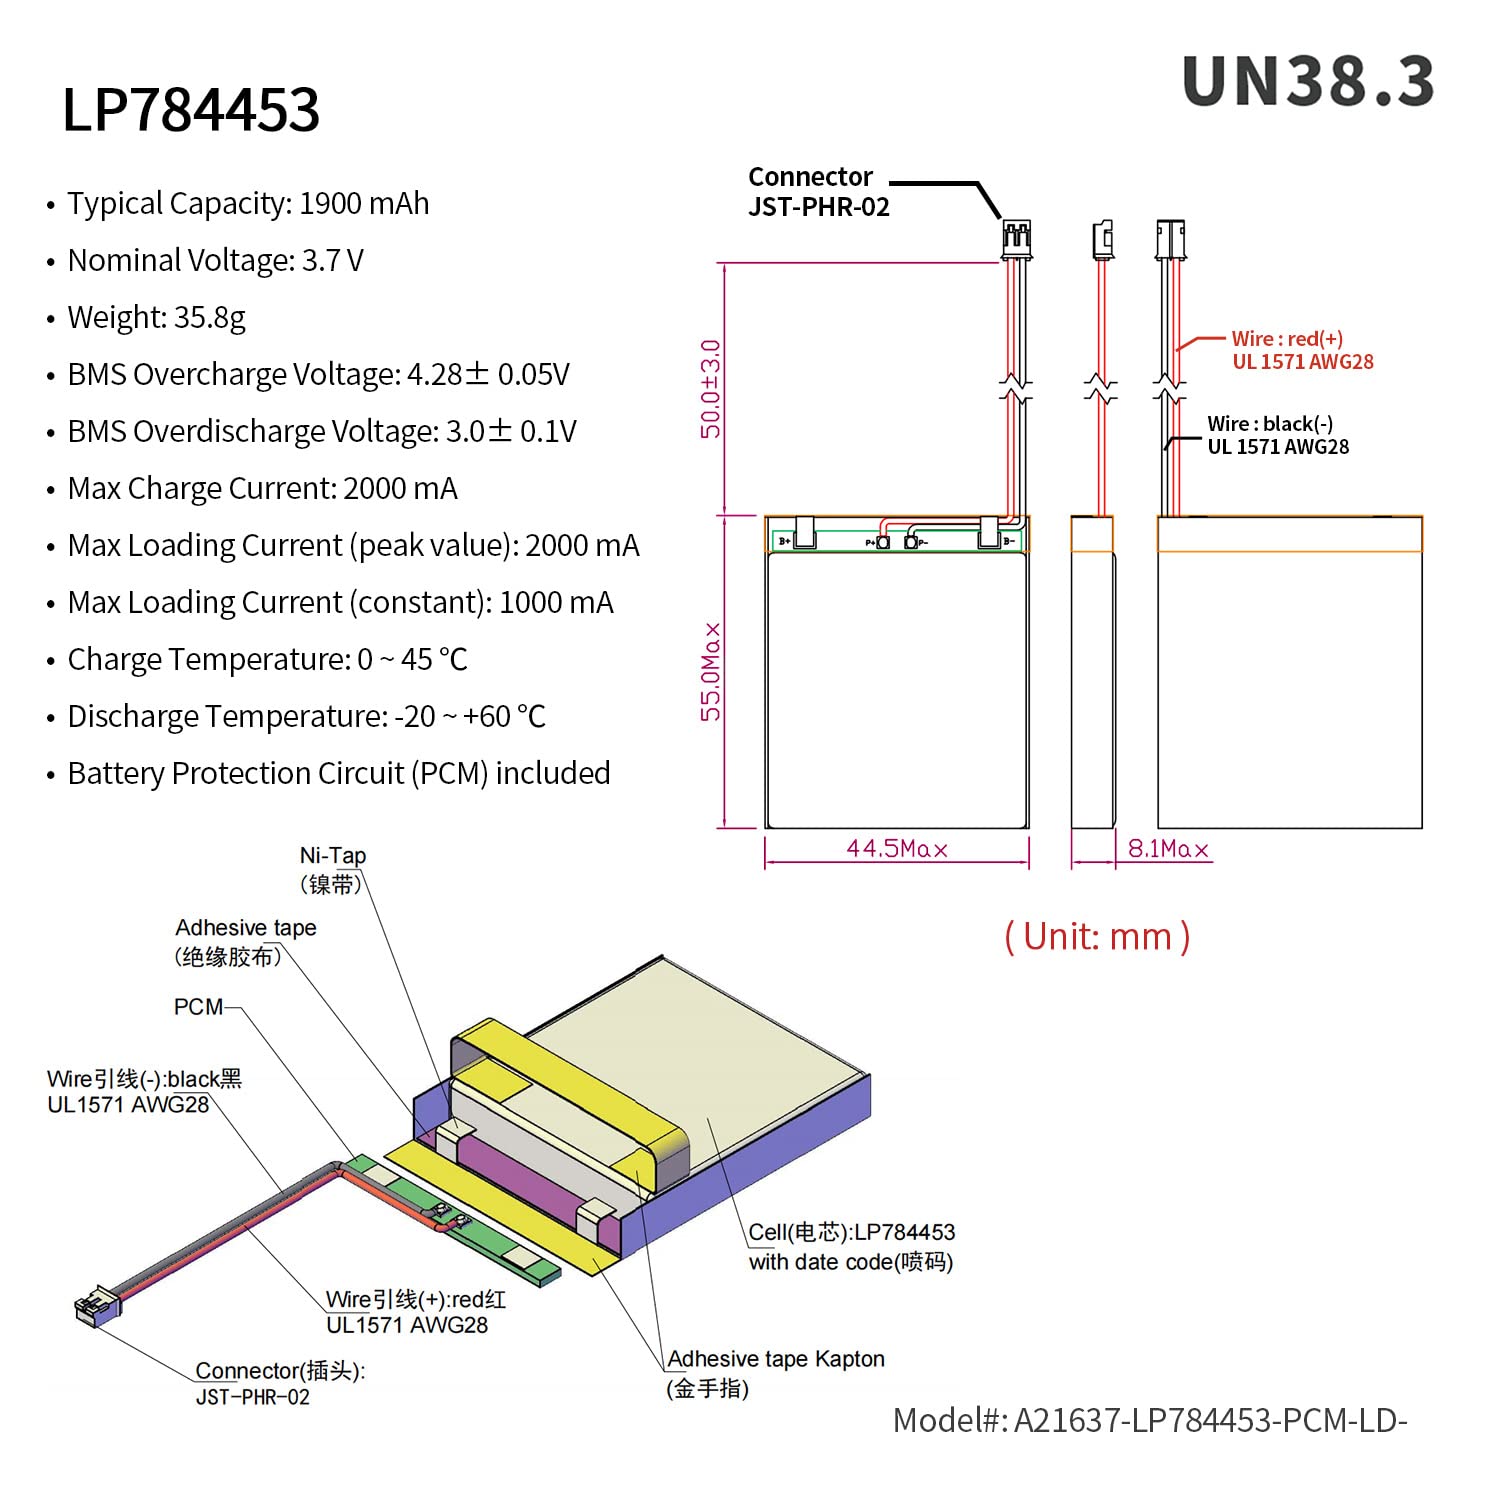 LP784453
UN38.3
• Typical Capacity: 1900 mAh
• Nominal Voltage: 3.7 V
• Weight: 35.8g
• BMS Overcharge Voltage: 4.28± 0.05V
• BMS Overdischarge Voltage: 3.0± 0.1V
• Max Charge Current: 2000 mA
• Max Loading Current (peak value): 2000 mA
• Max Loading Current (constant): 1000 mA
• Charge Temperature: 0 ~ 45 ℃
• Discharge Temperature: -20 ~ +60 ℃
• Battery Protection Circuit (PCM) included
Connector
JST-PHR-02
50.0±3.0
Wire : red(+)
UL 1571 AWG28
Wire : black(-)
UL 1571 AWG28
B+
P+
P-
B-
55.0Max
44.5Max
8.1Max
( Unit: mm )
Ni-Tap
(镍带)
Adhesive tape
(绝缘胶布)
PCM
Wire引线(-):black黑
UL1571 AWG28
Wire引线(+):red红
UL1571 AWG28
Connector(插头):
JST-PHR-02
Cell(电芯):LP784453
with date code(喷码)
Adhesive tape Kapton
(金手指)
Model#: A21637-LP784453-PCM-LD-